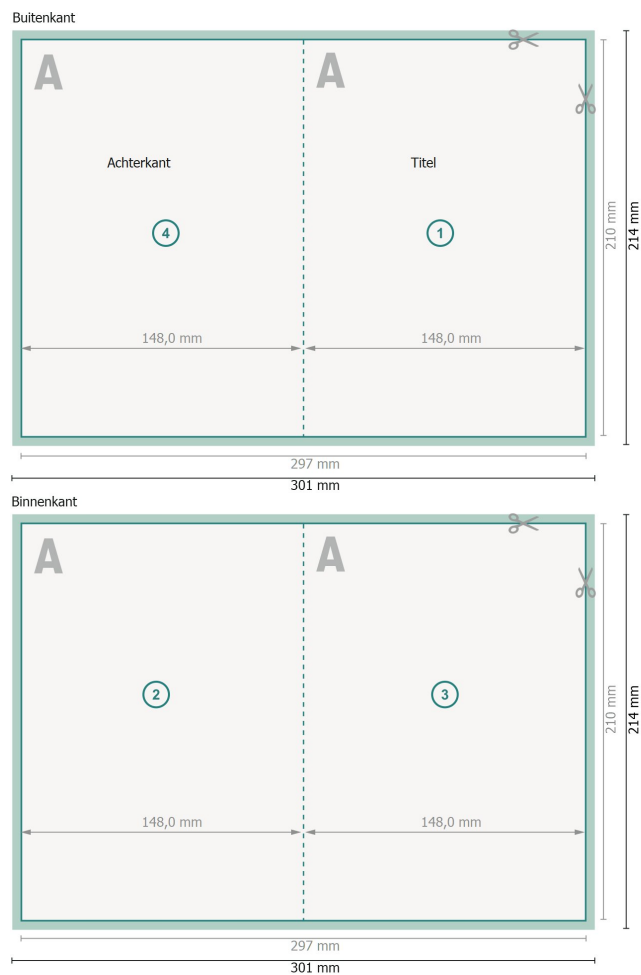 Buitenkant
A A
Achterkant Titel
4 1
210 mm
214 mm
148,0 mm 148,0 mm
297 mm
301 mm
Binnenkant
A A
2 3
210 mm
214 mm
148,0 mm 148,0 mm
297 mm
301 mm